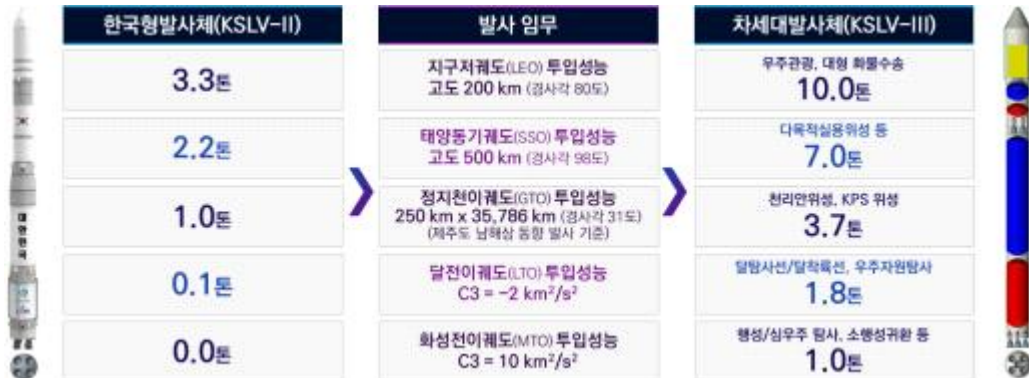 한국형발사체(KSLV-II)
발사 임무
차세대발사체(KSLV-III)
3.3톤
지구저궤도(LEO) 투입성능
고도 200 km (경사각 80도)
우주관광, 대형 화물수송
10.0톤
2.2톤
태양동기궤도(SSO) 투입성능
고도 500 km (경사각 98도)
다목적실용위성 등
7.0톤
1.0톤
정지천이궤도(GTO) 투입성능
250 km x 35,786 km (경사각 31도)
(제주도 남해상 동향 발사 기준)
천리안위성, KPS 위성
3.7톤
0.1톤
달전이궤도(LTO) 투입성능
C3 = -2 km²/s²
달탐사선/달착륙선, 우주자원탐사
1.8톤
0.0톤
화성전이궤도(MTO) 투입성능
C3 = 10 km²/s²
행성/심우주 탐사, 소행성귀환 등
1.0톤
대한민국